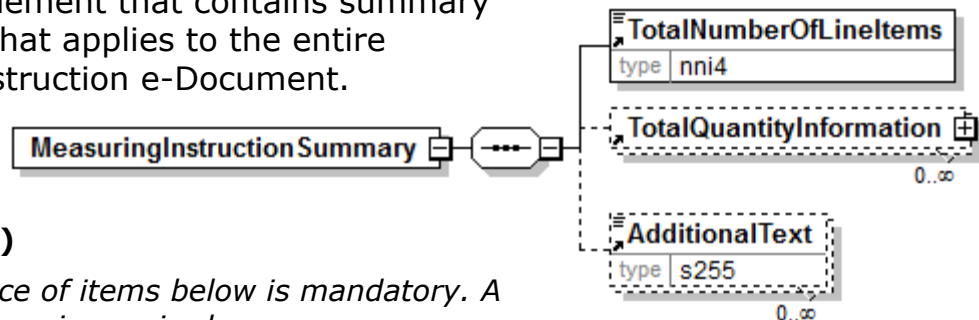 ement that contains summary
hat applies to the entire
struction e-Document.
TotalNumberOfLineItems
type nni4
MeasuringInstructionSummary
TotalQuantityInformation
0..∞
AdditionalText
type s255
0..∞
)
ce of items below is mandatory. A